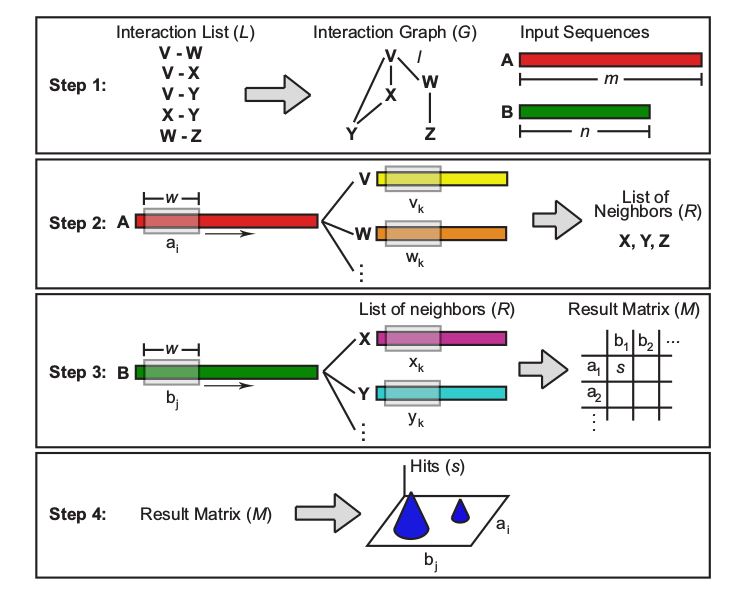 Step 1:
Interaction List (L)
V - W
V - X
V - Y
X - Y
W - Z
Interaction Graph (G)
V
l
W
X
Y
Z
Input Sequences
A
m
B
n
Step 2:
w
A
a_i
V
v_k
W
w_k
⋮
List of
Neighbors (R)
X, Y, Z
Step 3:
w
B
b_j
List of neighbors (R)
X
x_k
Y
y_k
⋮
Result Matrix (M)
b_1 b_2 ...
a_1 s
a_2
⋮
Step 4:
Result Matrix (M)
Hits (s)
a_i
b_j